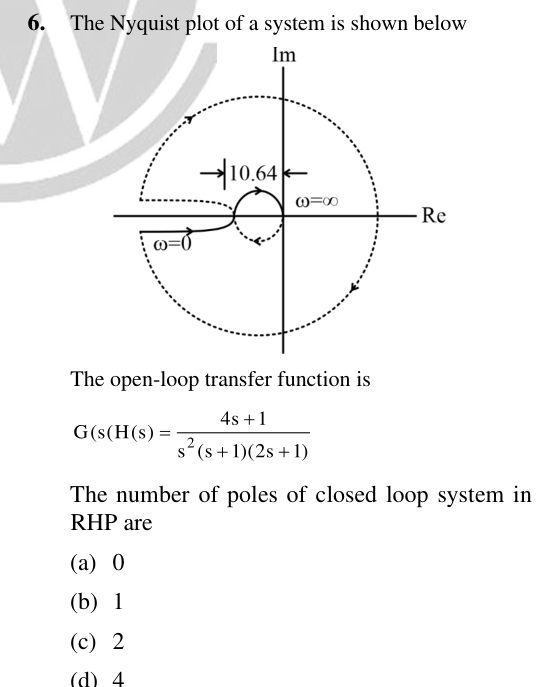 6. The Nyquist plot of a system is shown below
Im
10.64
ω=∞
Re
ω=0
The open-loop transfer function is
G(s(H(s) = 4s + 1 / s² (s + 1)(2s + 1)
The number of poles of closed loop system in
RHP are
(a) 0
(b) 1
(c) 2
(d) 4